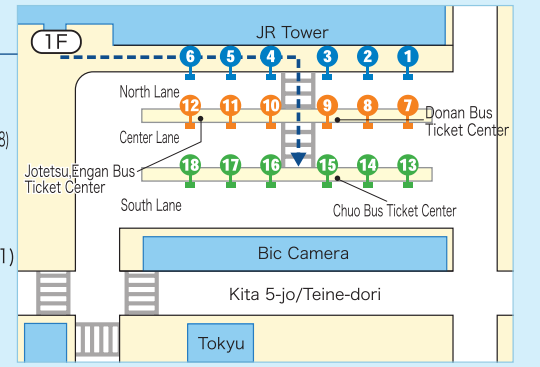 JR Tower
1F
6 5 4 3 2 1
North Lane
12 11 10 9 8 7
Donan Bus
Ticket Center
Center Lane
8)
Jotetsu,Engan Bus
Ticket Center
18 17 16 15 14 13
South Lane
Chuo Bus Ticket Center
1)
Bic Camera
Kita 5-jo/Teine-dori
Tokyu